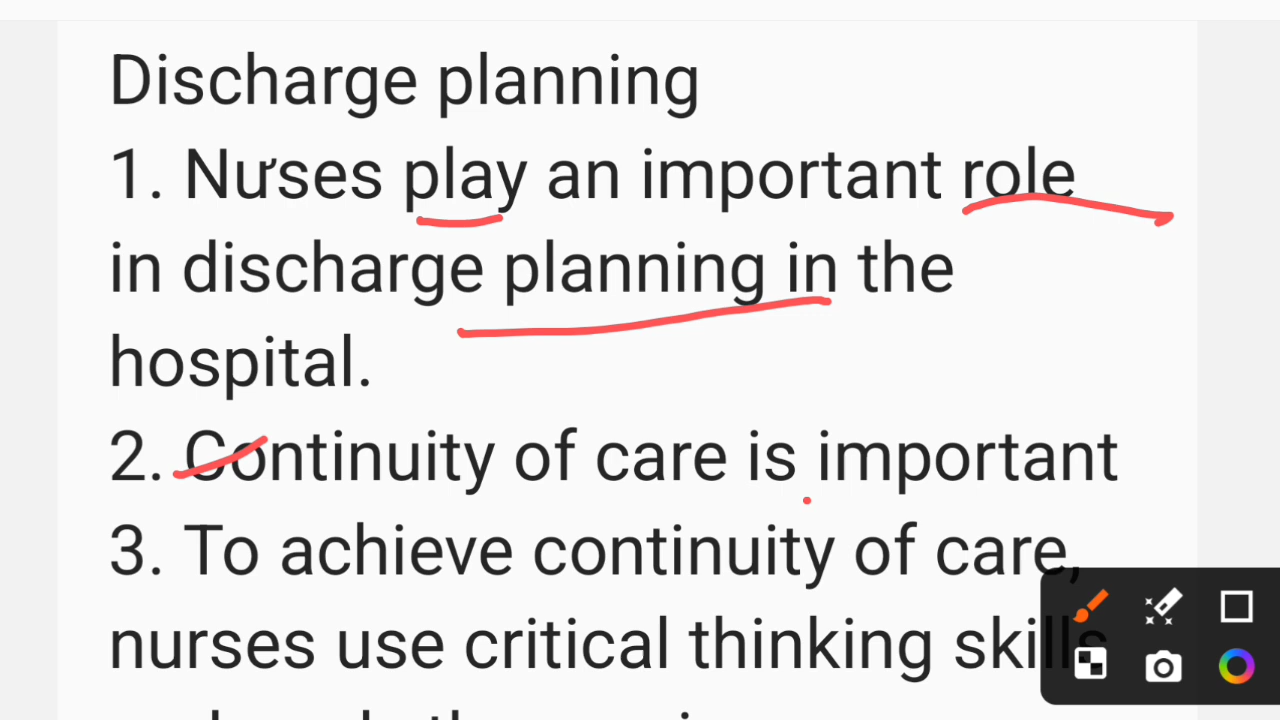 Discharge planning
1. Nưses play an important role
in discharge planning in the
hospital.
2. Continuity of care is important
3. To achieve continuity of care,
nurses use critical thinking skills